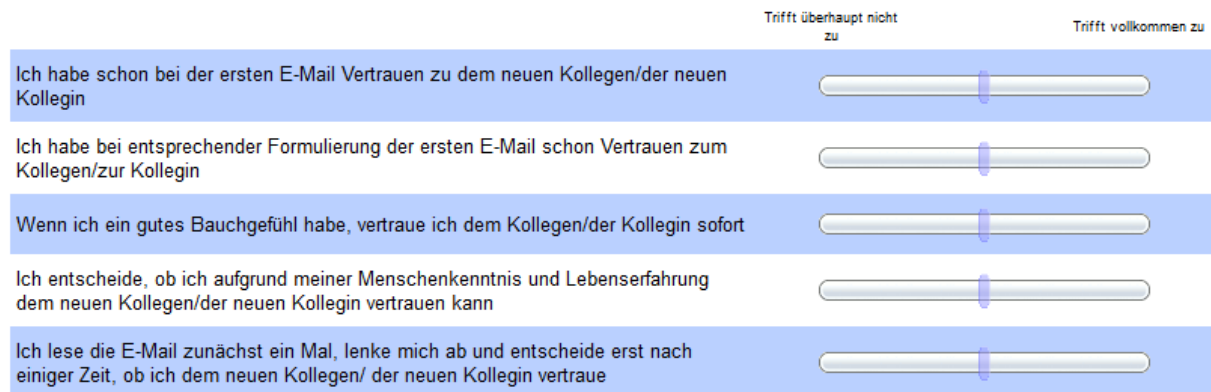 Trifft überhaupt nicht
zu
Trifft vollkommen zu
Ich habe schon bei der ersten E-Mail Vertrauen zu dem neuen Kollegen/der neuen
Kollegin
Ich habe bei entsprechender Formulierung der ersten E-Mail schon Vertrauen zum
Kollegen/zur Kollegin
Wenn ich ein gutes Bauchgefühl habe, vertraue ich dem Kollegen/der Kollegin sofort
Ich entscheide, ob ich aufgrund meiner Menschenkenntnis und Lebenserfahrung
dem neuen Kollegen/der neuen Kollegin vertrauen kann
Ich lese die E-Mail zunächst ein Mal, lenke mich ab und entscheide erst nach
einiger Zeit, ob ich dem neuen Kollegen/ der neuen Kollegin vertraue